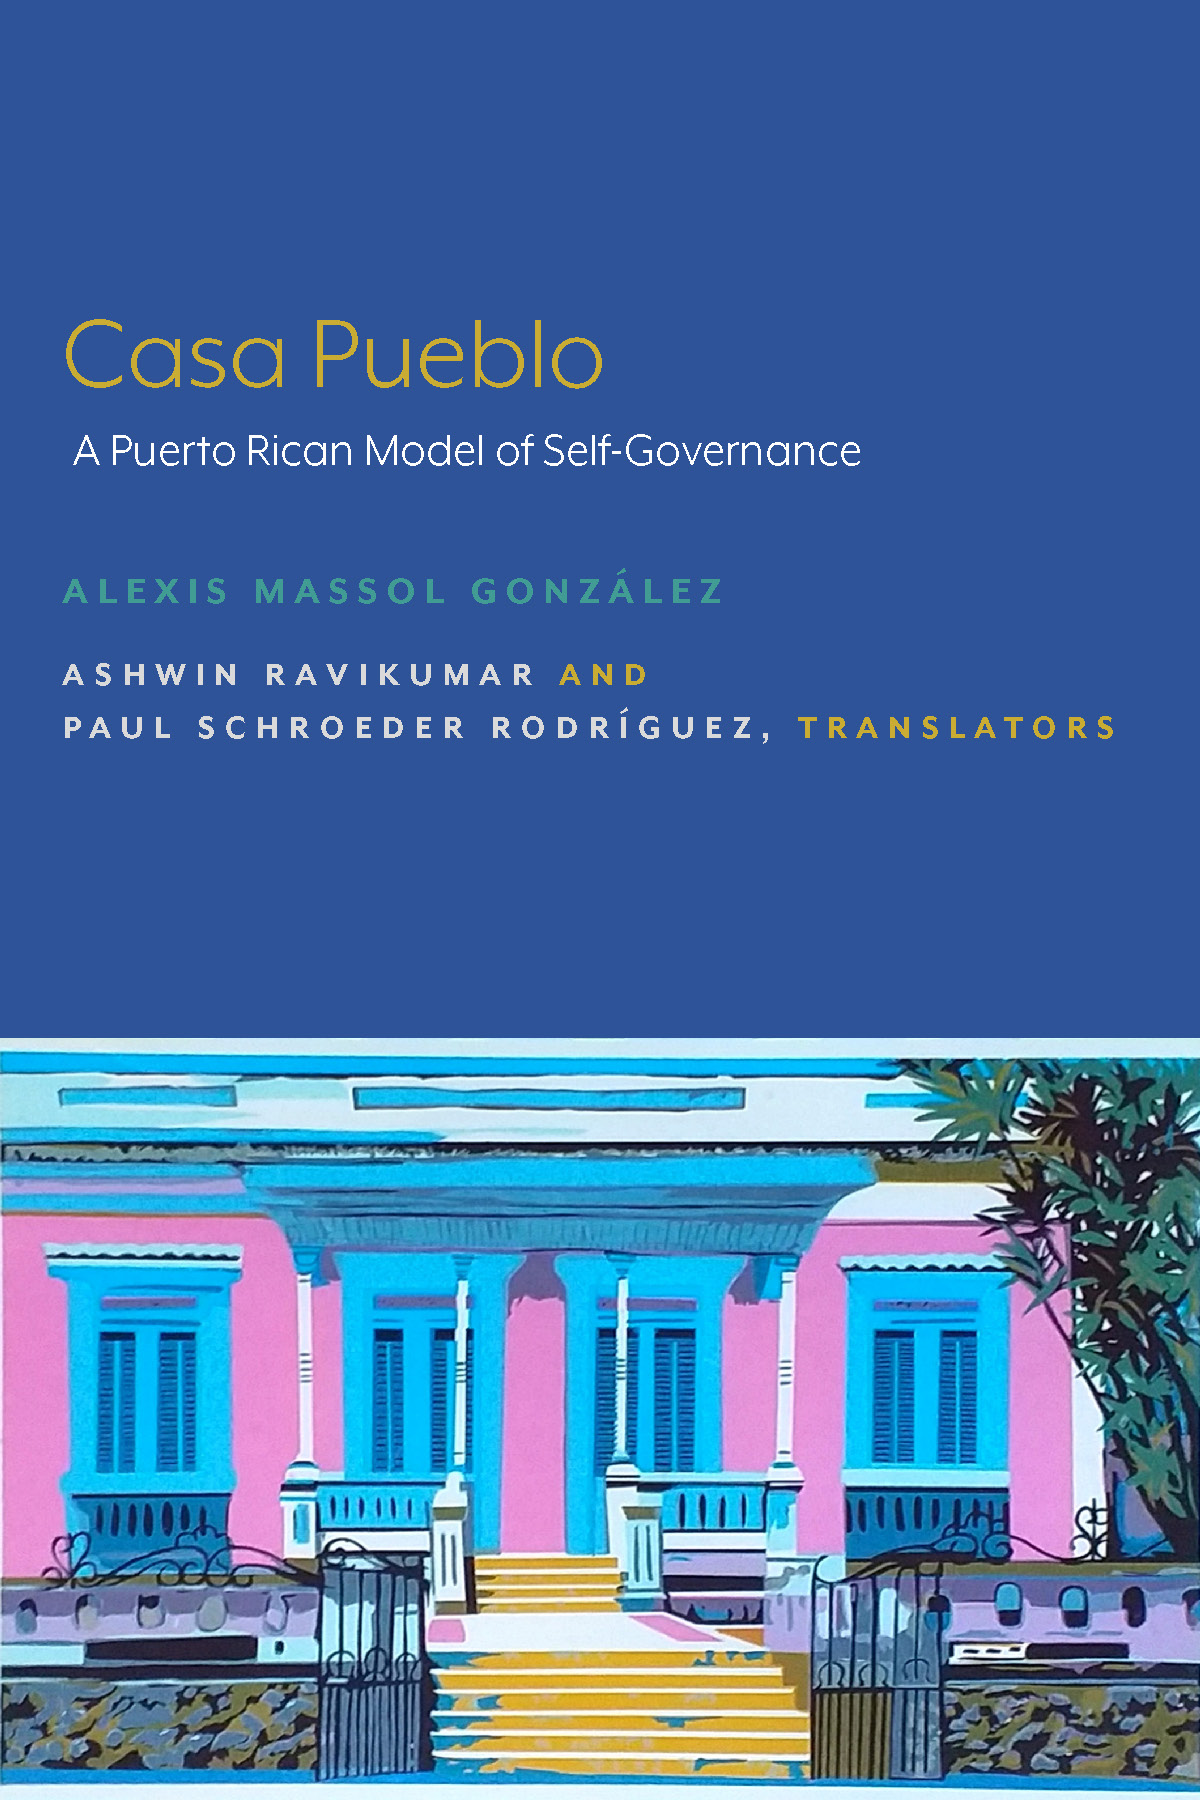 Casa Pueblo
A Puerto Rican Model of Self-Governance
ALEXIS MASSOL GONZÁLEZ
ASHWIN RAVIKUMAR AND
PAUL SCHROEDER RODRÍGUEZ, TRANSLATORS